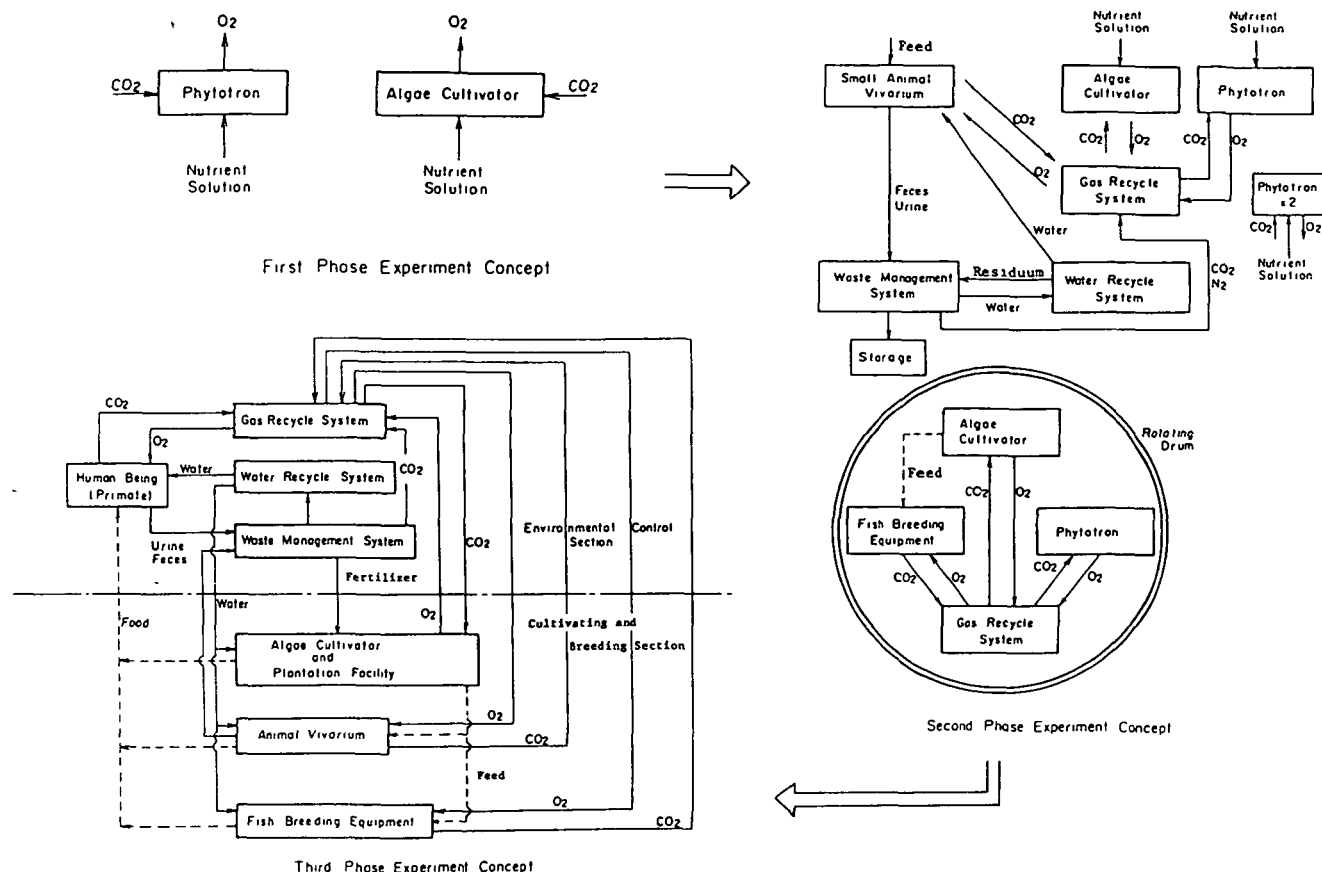 O2
CO2
Phytotron
Nutrient
Solution
O2
Algae Cultivator
CO2
Nutrient
Solution
First Phase Experiment Concept
Feed
Small Animal
Vivarium
Nutrient
Solution
Algae
Cultivator
Nutrient
Solution
Phytotron
CO2
O2
CO2
O2
CO2
O2
Gas Recycle
System
Phytotron
x 2
CO2
O2
Nutrient
Solution
Feces
Urine
Water
CO2
N2
Waste Management
System
Residuum
Water
Water Recycle
System
Storage
Rotating
Drum
Algae
Cultivator
Feed
CO2
O2
Fish Breeding
Equipment
Phytotron
CO2
O2
CO2
O2
Gas Recycle
System
Second Phase Experiment Concept
CO2
Gas Recycle System
O2
Human Being
(Primate)
Water
Water Recycle System
CO2
Urine
Feces
Waste Management System
Environmental Control
Section
CO2
Fertilizer
Water
Food
O2
Cultivating and
Breeding Section
Algae Cultivator
and
Plantation Facility
O2
Animal Vivarium
CO2
Feed
O2
Fish Breeding Equipment
CO2
Third Phase Experiment Concept